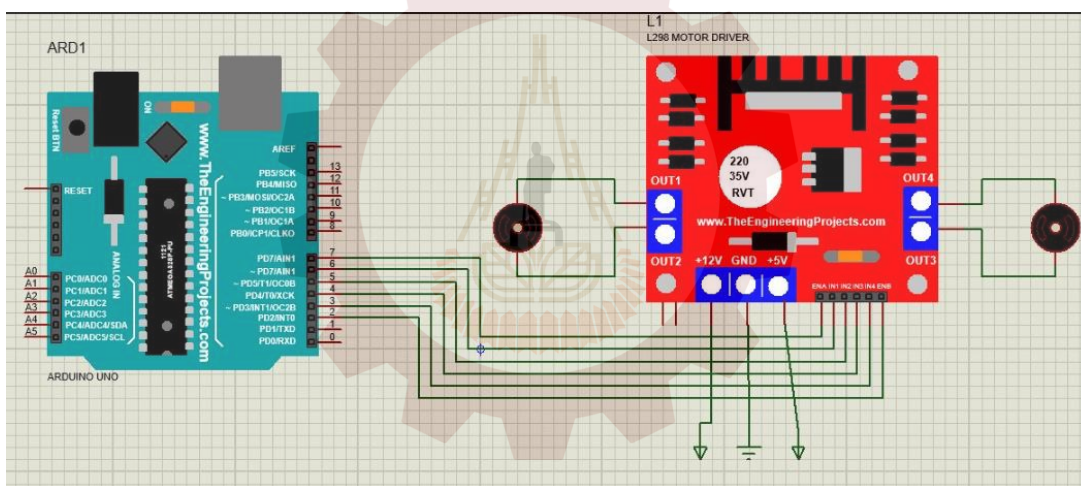 ARD1
ARDUINO UNO
Reset BTN
ON
RESET
ANALOG IN
1121
ATMEGA328P-PU
www.TheEngineeringProjects.com
A0
A1
A2
A3
A4
A5
PC0/ADC0
PC1/ADC1
PC2/ADC2
PC3/ADC3
PC4/ADC4/SDA
PC5/ADC5/SCL
AREF
PB5/SCK 13
PB4/MISO 12
~ PB3/MOSI/OC2A 11
~ PB2/OC1B 10
~ PB1/OC1A 9
PB0/ICP1/CLKO 8
PD7/AIN1 7
~ PD7/AIN1 6
~ PD5/T1/OC0B 5
PD4/T0/XCK 4
~ PD3/INT1/OC2B 3
PD2/INT0 2
PD1/TXD 1
PD0/RXD 0
L1
L298 MOTOR DRIVER
220
35V
RVT
OUT1
OUT4
www.TheEngineeringProjects.com
OUT2
OUT3
+12V GND +5V
ENA IN1 IN2 IN3 IN4 ENB